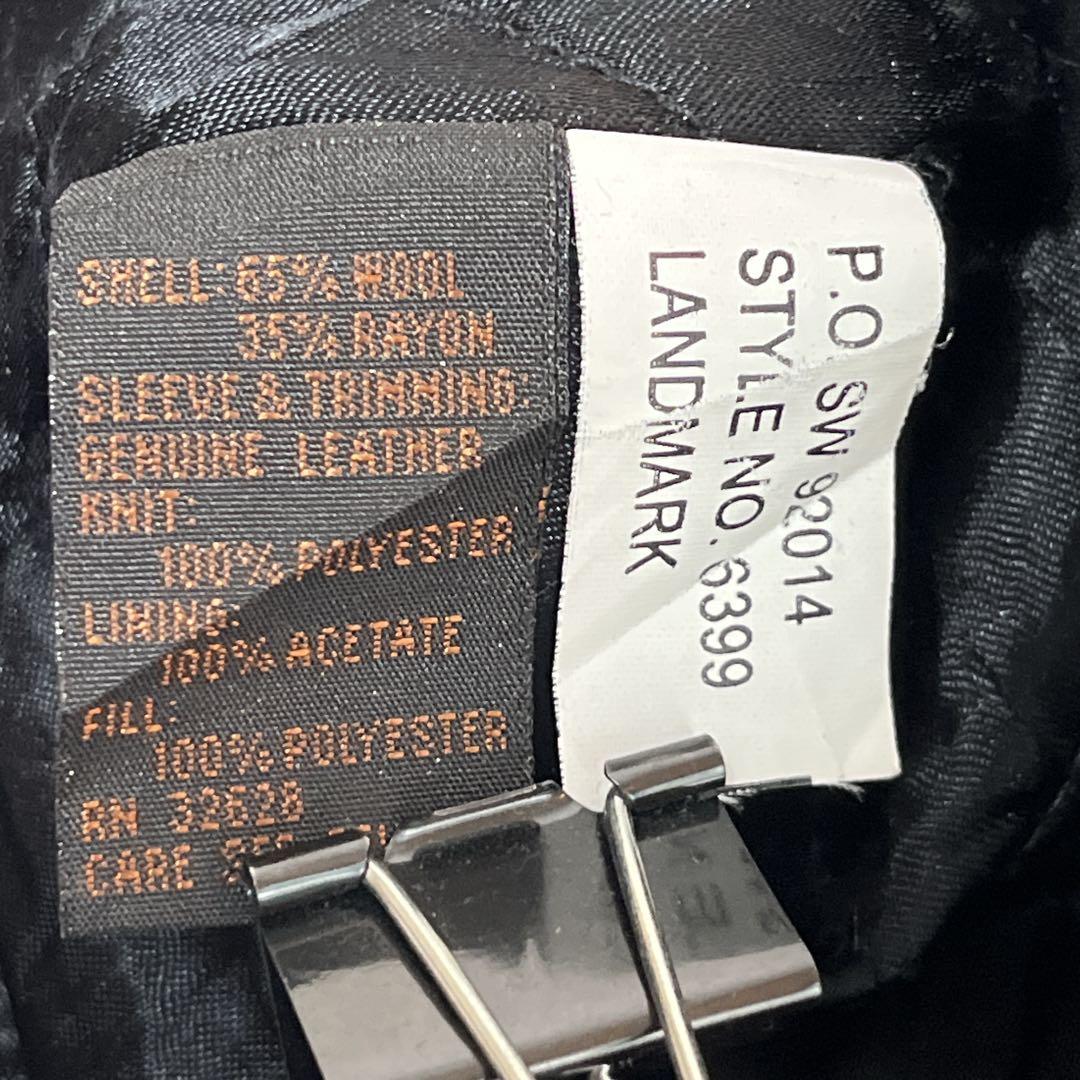 SHELL: 65% WOOL
35% RAYON
SLEEVE & TRIMMING:
GENUINE LEATHER
KNIT:
100% POLYESTER
LINING:
100% ACETATE
FILL:
100% POLYESTER
RN 32628
CARE
P.O. SW 92014
STYLE NO. 6399
LANDMARK